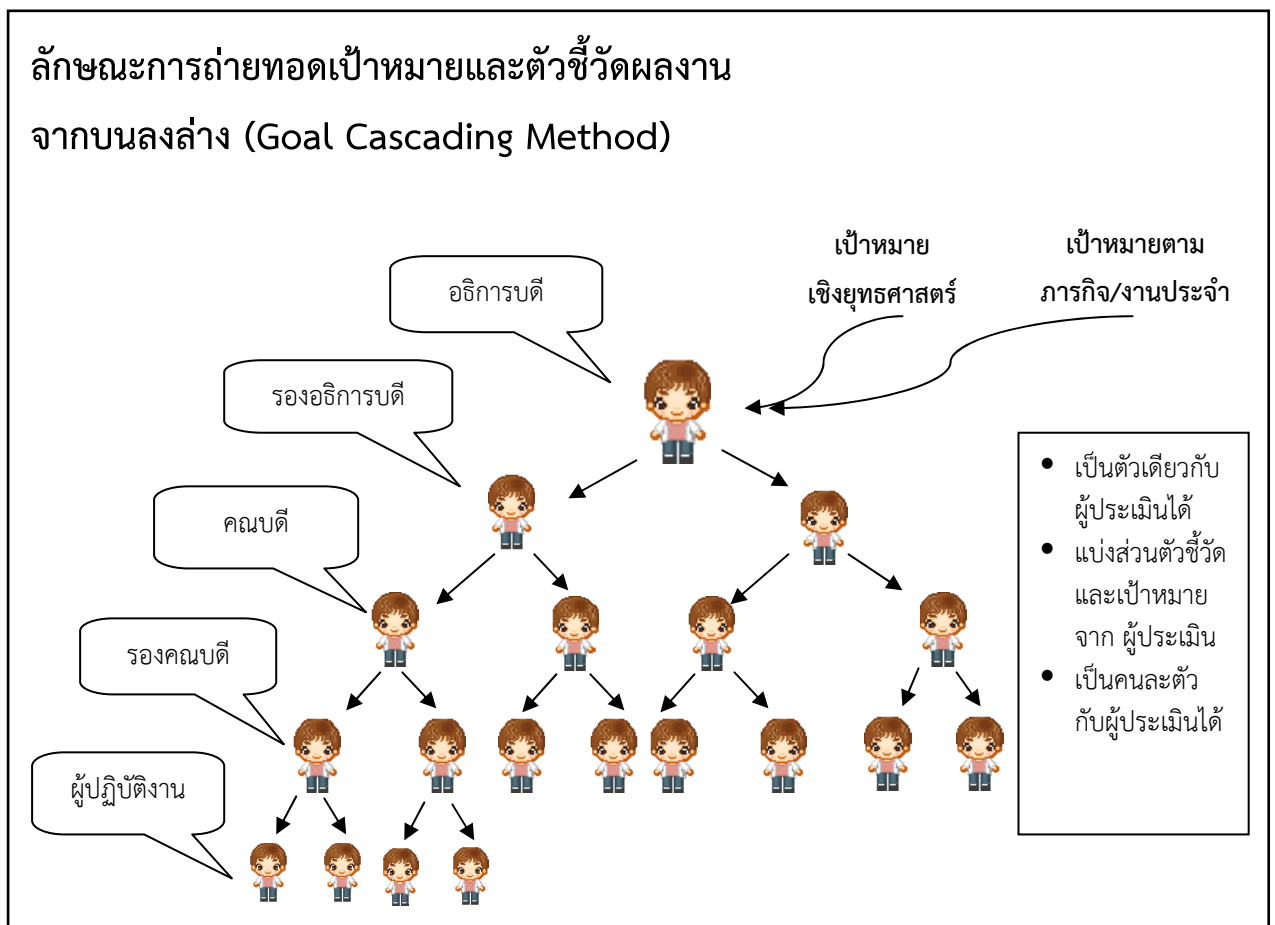 ลักษณะการถ่ายทอดเป้าหมายและตัวชี้วัดผลงาน
จากบนลงล่าง (Goal Cascading Method)
เป้าหมาย
เชิงยุทธศาสตร์
เป้าหมายตาม
ภารกิจ/งานประจำ
อธิการบดี
รองอธิการบดี
คณบดี
รองคณบดี
ผู้ปฏิบัติงาน
• เป็นตัวเดียวกับ
ผู้ประเมินได้
• แบ่งส่วนตัวชี้วัด
และเป้าหมาย
จาก ผู้ประเมิน
• เป็นคนละตัว
กับผู้ประเมินได้